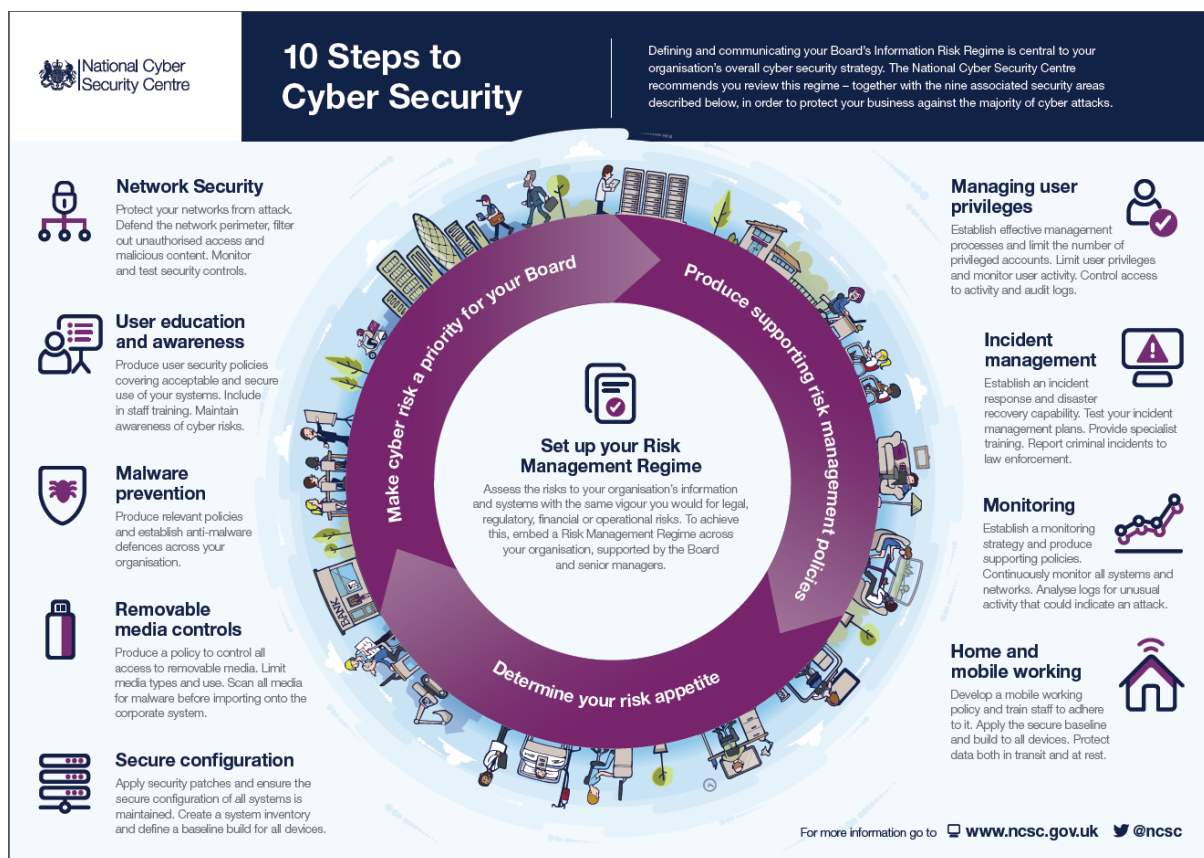 National Cyber
Security Centre
10 Steps to
Cyber Security
Defining and communicating your Board's Information Risk Regime is central to your
organisation's overall cyber security strategy. The National Cyber Security Centre
recommends you review this regime – together with the nine associated security areas
described below, in order to protect your business against the majority of cyber attacks.
Network Security
Protect your networks from attack.
Defend the network perimeter, filter
out unauthorised access and
malicious content. Monitor
and test security controls.
User education
and awareness
Produce user security policies
covering acceptable and secure
use of your systems. Include
in staff training. Maintain
awareness of cyber risks.
Malware
prevention
Produce relevant policies
and establish anti-malware
defences across your
organisation.
Removable
media controls
Produce a policy to control all
access to removable media. Limit
media types and use. Scan all media
for malware before importing onto the
corporate system.
Secure configuration
Apply security patches and ensure the
secure configuration of all systems is
maintained. Create a system inventory
and define a baseline build for all devices.
Make cyber risk a priority for your Board
Produce supporting risk management policies
Determine your risk appetite
BANK
Set up your Risk
Management Regime
Assess the risks to your organisation's information
and systems with the same vigour you would for legal,
regulatory, financial or operational risks. To achieve
this, embed a Risk Management Regime across
your organisation, supported by the Board
and senior managers.
Managing user
privileges
Establish effective management
processes and limit the number of
privileged accounts. Limit user privileges
and monitor user activity. Control access
to activity and audit logs.
Incident
management
Establish an incident
response and disaster
recovery capability. Test your incident
management plans. Provide specialist
training. Report criminal incidents to
law enforcement.
Monitoring
Establish a monitoring
strategy and produce
supporting policies.
Continuously monitor all systems and
networks. Analyse logs for unusual
activity that could indicate an attack.
Home and
mobile working
Develop a mobile working
policy and train staff to adhere
to it. Apply the secure baseline
and build to all devices. Protect
data both in transit and at rest.
For more information go to www.ncsc.gov.uk @ncsc